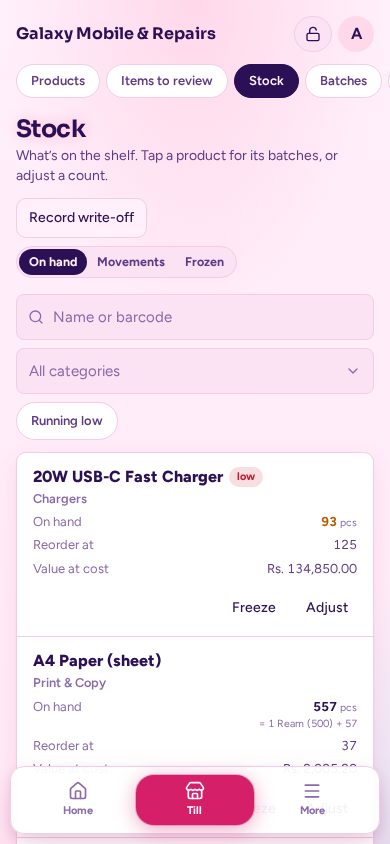 Galaxy Mobile & Repairs
A
Products
Items to review
Stock
Batches
Stock
What's on the shelf. Tap a product for its batches, or
adjust a count.
Record write-off
On hand
Movements
Frozen
Name or barcode
All categories
Running low
20W USB-C Fast Charger
low
Chargers
On hand
93 pcs
Reorder at
125
Value at cost
Rs. 134,850.00
Freeze
Adjust
A4 Paper (sheet)
Print & Copy
On hand
557 pcs
= 1 Ream (500) + 57
Reorder at
37
Home
Till
More